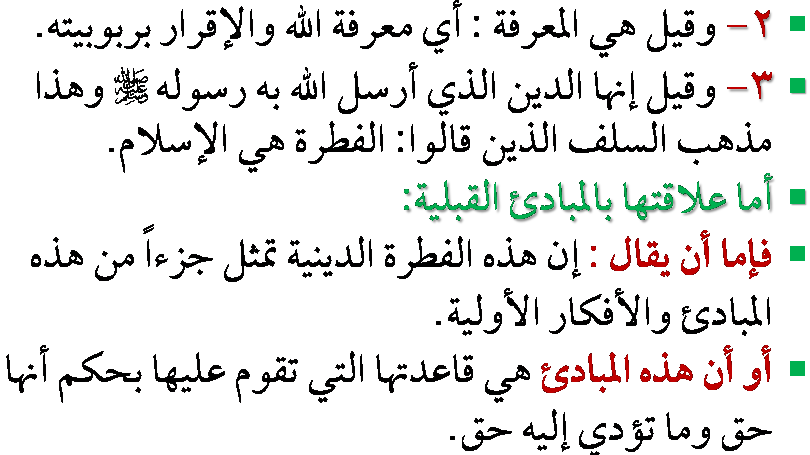 ٢- وقيل هي المعرفة : أي معرفة الله والإقرار بربوبيته.
٣- وقيل إنها الدين الذي أرسل الله به رسوله ﷺ وهذا
مذهب السلف الذين قالوا: الفطرة هي الإسلام.
أما علاقتها بالمبادئ القبلية:
فإما أن يقال : إن هذه الفطرة الدينية تمثل جزءاً من هذه
المبادئ والأفكار الأولية.
أو أن هذه المبادئ هي قاعدتها التي تقوم عليها بحكم أنها
حق وما تؤدي إليه حق.